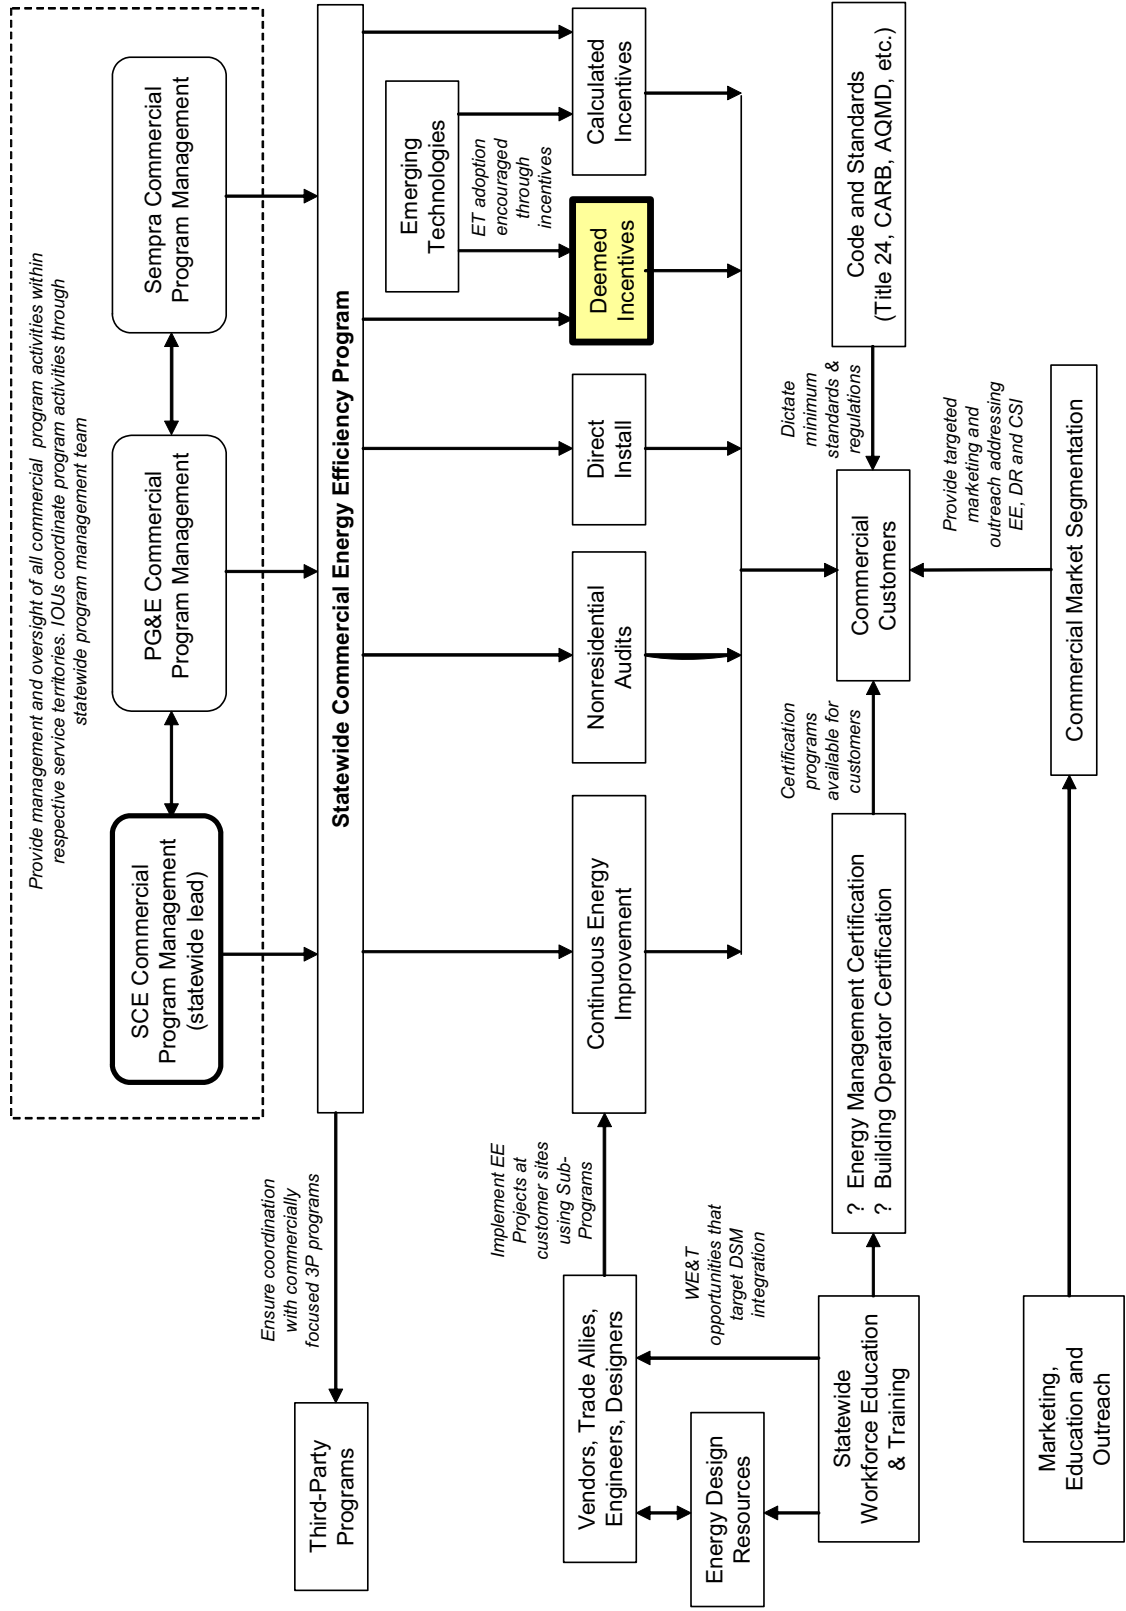 Provide management and oversight of all commercial program activities within
respective service territories. IOUs coordinate program activities through
statewide program management team
SCE Commercial
Program Management
(statewide lead)
PG&E Commercial
Program Management
Sempra Commercial
Program Management
Statewide Commercial Energy Efficiency Program
Ensure coordination
with commercially
focused 3P programs
Third-Party
Programs
Emerging
Technologies
ET adoption
encouraged
through
incentives
Implement EE
Projects at
customer sites
using Sub-
Programs
Vendors, Trade Allies,
Engineers, Designers
Continuous Energy
Improvement
Nonresidential
Audits
Direct
Install
Deemed
Incentives
Calculated
Incentives
Energy Design
Resources
WE&T
opportunities that
target DSM
integration
Statewide
Workforce Education
& Training
? Energy Management Certification
? Building Operator Certification
Certification
programs
available for
customers
Commercial
Customers
Dictate
minimum
standards &
regulations
Code and Standards
(Title 24, CARB, AQMD, etc.)
Provide targeted
marketing and
outreach addressing
EE, DR and CSI
Marketing,
Education and
Outreach
Commercial Market Segmentation